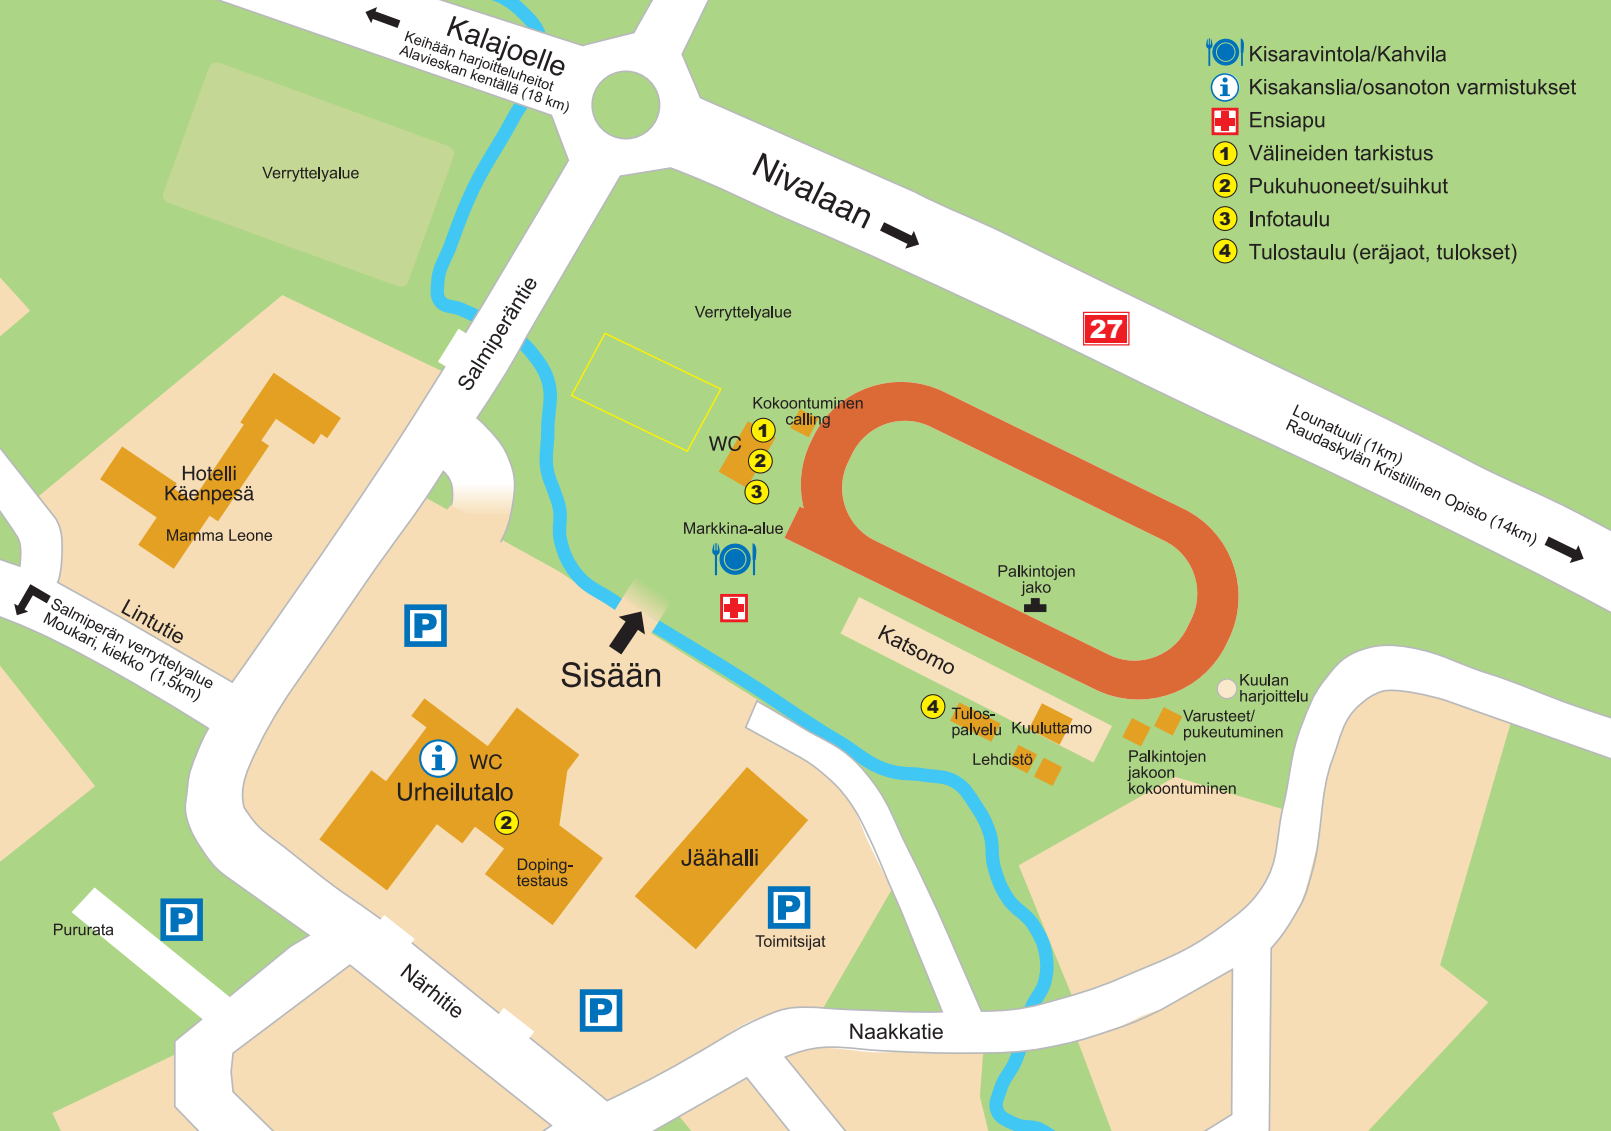 Kalajoelle
Keihään harjoitteluheitot
Alavieskan kentällä (18 km)
Kisaravintola/Kahvila
i Kisakanslia/osanoton varmistukset
Ensiapu
1 Välineiden tarkistus
2 Pukuhuoneet/suihkut
3 Infotaulu
4 Tulostaulu (eräjaot, tulokset)
Verryttelyalue
Nivalaan
Salmiperäntie
Verryttelyalue
27
Kokoontuminen
calling
WC
1
2
3
Lounatuuli (1km)
Raudaskylän Kristillinen Opisto (14km)
Hotelli
Käenpesä
Mamma Leone
Markkina-alue
Palkintojen
jako
Lintutie
Salmiperän verryttelyalue
Moukari, kiekko (1,5km)
P
Sisään
Katsomo
Kuulan
harjoittelu
4
Tulos-
palvelu
Kuuluttamo
Varusteet/
pukeutuminen
Lehdistö
Palkintojen
jakoon
kokoontuminen
i
WC
Urheilutalo
2
Doping-
testaus
Jäähalli
P
Toimitsijat
P
Pururata
Närhitie
P
Naakkatie